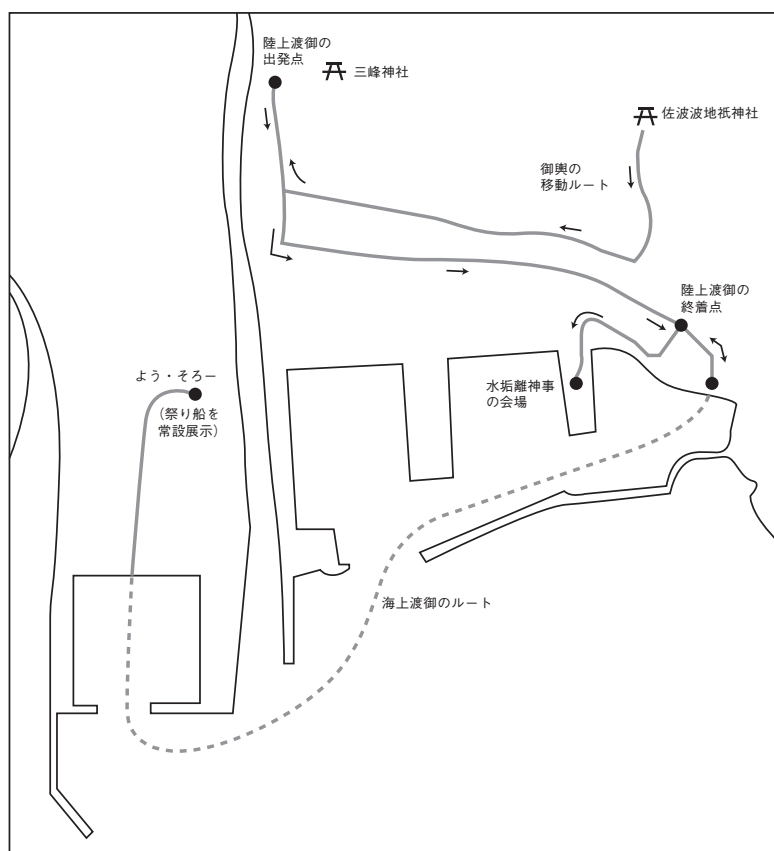 陸上渡御の
出発点
三峰神社
佐波波地祇神社
御輿の
移動ルート
陸上渡御の
終着点
よう・そろー
(祭り船を
常設展示)
水垢離神事
の会場
海上渡御のルート